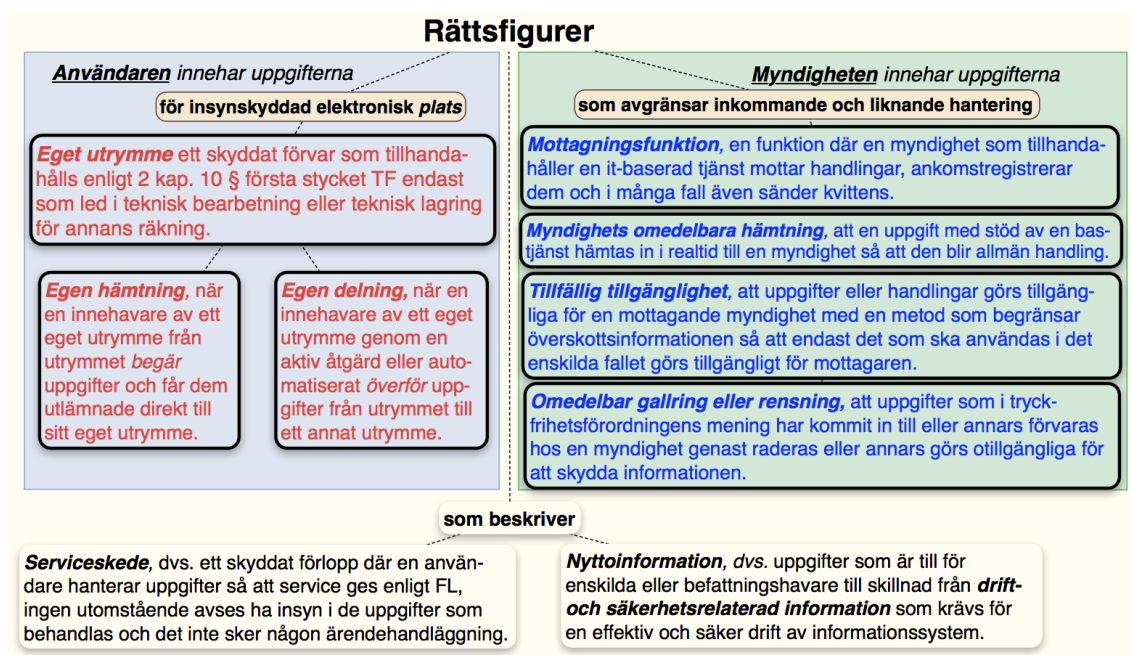 Rättsfigurer
Användaren innehar uppgifterna
för insynskyddad elektronisk plats
Eget utrymme ett skyddat förvar som tillhanda-
hålls enligt 2 kap. 10 § första stycket TF endast
som led i teknisk bearbetning eller teknisk lagring
för annans räkning.
Egen hämtning, när
en innehavare av ett
eget utrymme från
utrymmet begär
uppgifter och får dem
utlämnade direkt till
sitt eget utrymme.
Egen delning, när en
innehavare av ett eget
utrymme genom en
aktiv åtgärd eller auto-
matiserat överför upp-
gifter från utrymmet till
ett annat utrymme.
Myndigheten innehar uppgifterna
som avgränsar inkommande och liknande hantering
Mottagningsfunktion, en funktion där en myndighet som tillhanda-
håller en it-baserad tjänst mottar handlingar, ankomstregistrerar
dem och i många fall även sänder kvittens.
Myndighets omedelbara hämtning, att en uppgift med stöd av en bas-
tjänst hämtas in i realtid till en myndighet så att den blir allmän handling.
Tillfällig tillgänglighet, att uppgifter eller handlingar görs tillgäng-
liga för en mottagande myndighet med en metod som begränsar
överskottsinformationen så att endast det som ska användas i det
enskilda fallet görs tillgängligt för mottagaren.
Omedelbar gallring eller rensning, att uppgifter som i tryck-
frihetsförordningens mening har kommit in till eller annars förvaras
hos en myndighet genast raderas eller annars görs otillgängliga för
att skydda informationen.
som beskriver
Serviceskede, dvs. ett skyddat förlopp där en använ-
dare hanterar uppgifter så att service ges enligt FL,
ingen utomstående avses ha insyn i de uppgifter som
behandlas och det inte sker någon ärendehandläggning.
Nyttoinformation, dvs. uppgifter som är till för
enskilda eller befattningshavare till skillnad från drift-
och säkerhetsrelaterad information som krävs för
en effektiv och säker drift av informationssystem.